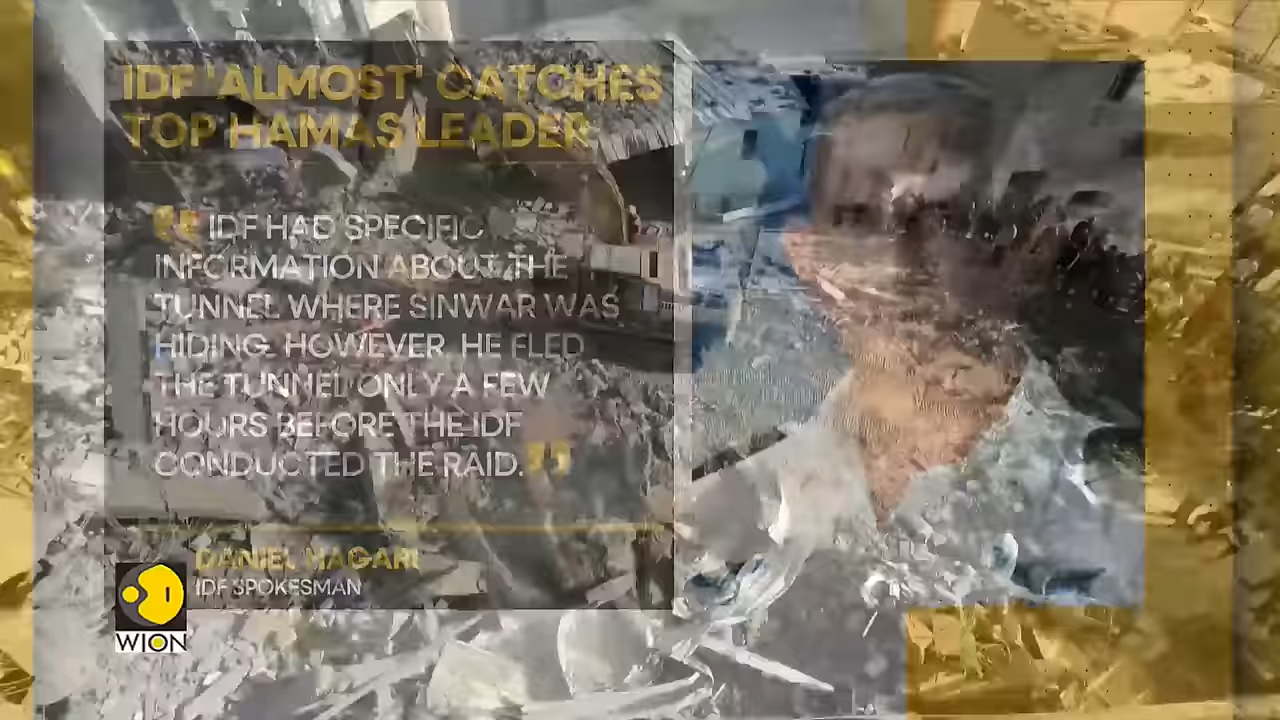 IDF 'ALMOST' CATCHES
TOP HAMAS LEADER
IDF HAD SPECIFIC
INFORMATION ABOUT THE
TUNNEL WHERE SINWAR WAS
HIDING. HOWEVER, HE FLED
THE TUNNEL ONLY A FEW
HOURS BEFORE THE IDF
CONDUCTED THE RAID.
DANIEL HAGARI
IDF SPOKESMAN
WION